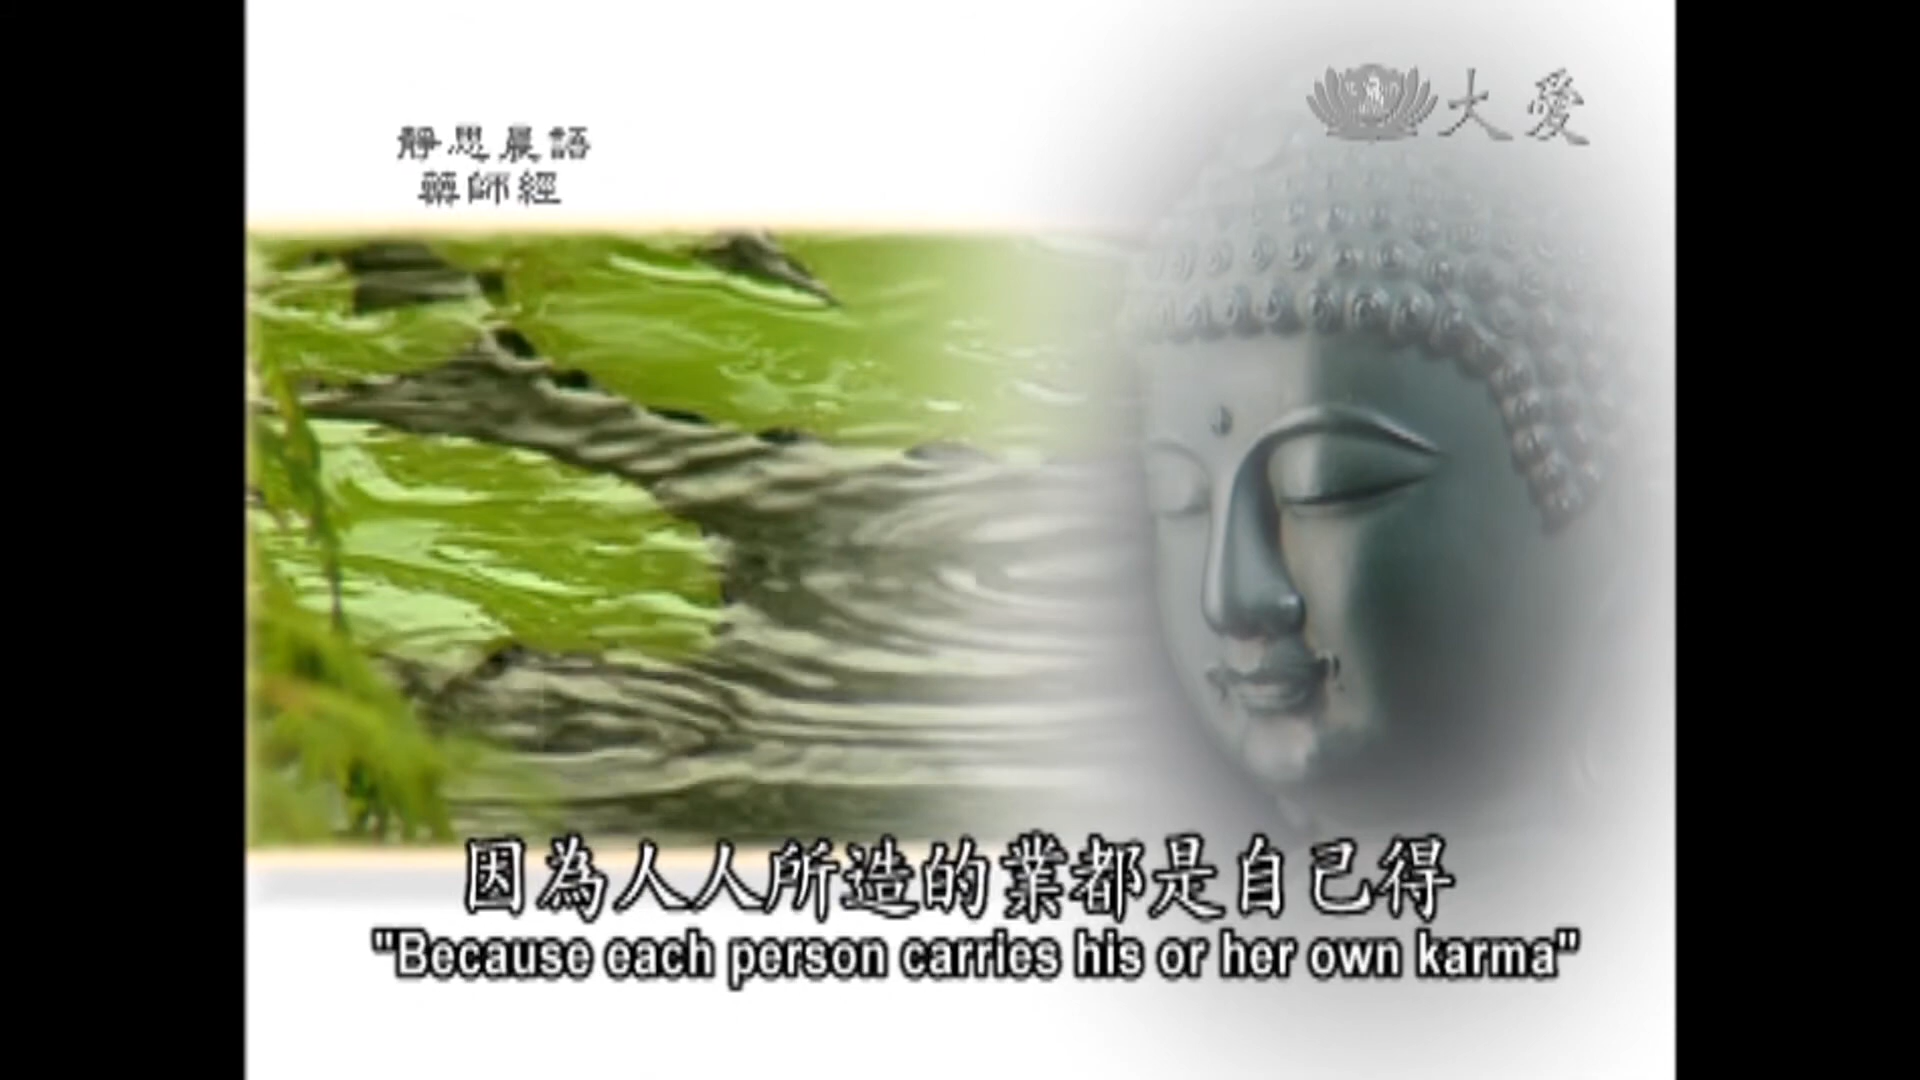 大愛
靜思晨語
藥師經
因為人人所造的業都是自己得
"Because each person carries his or her own karma"